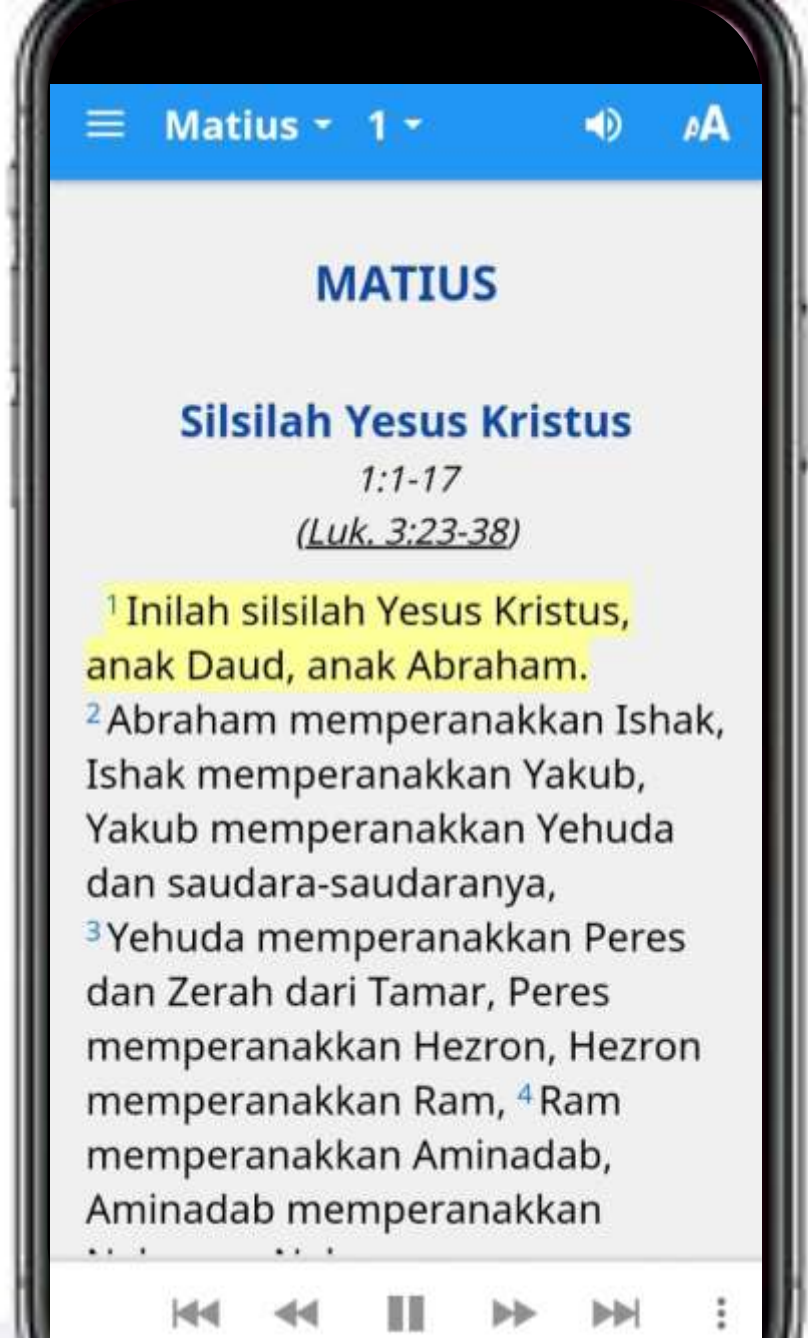 Matius 1 AA
MATIUS
Silsilah Yesus Kristus
1:1-17
(Luk. 3:23-38)
1 Inilah silsilah Yesus Kristus,
anak Daud, anak Abraham.
2 Abraham memperanakkan Ishak,
Ishak memperanakkan Yakub,
Yakub memperanakkan Yehuda
dan saudara-saudaranya,
3 Yehuda memperanakkan Peres
dan Zerah dari Tamar, Peres
memperanakkan Hezron, Hezron
memperanakkan Ram, 4 Ram
memperanakkan Aminadab,
Aminadab memperanakkan